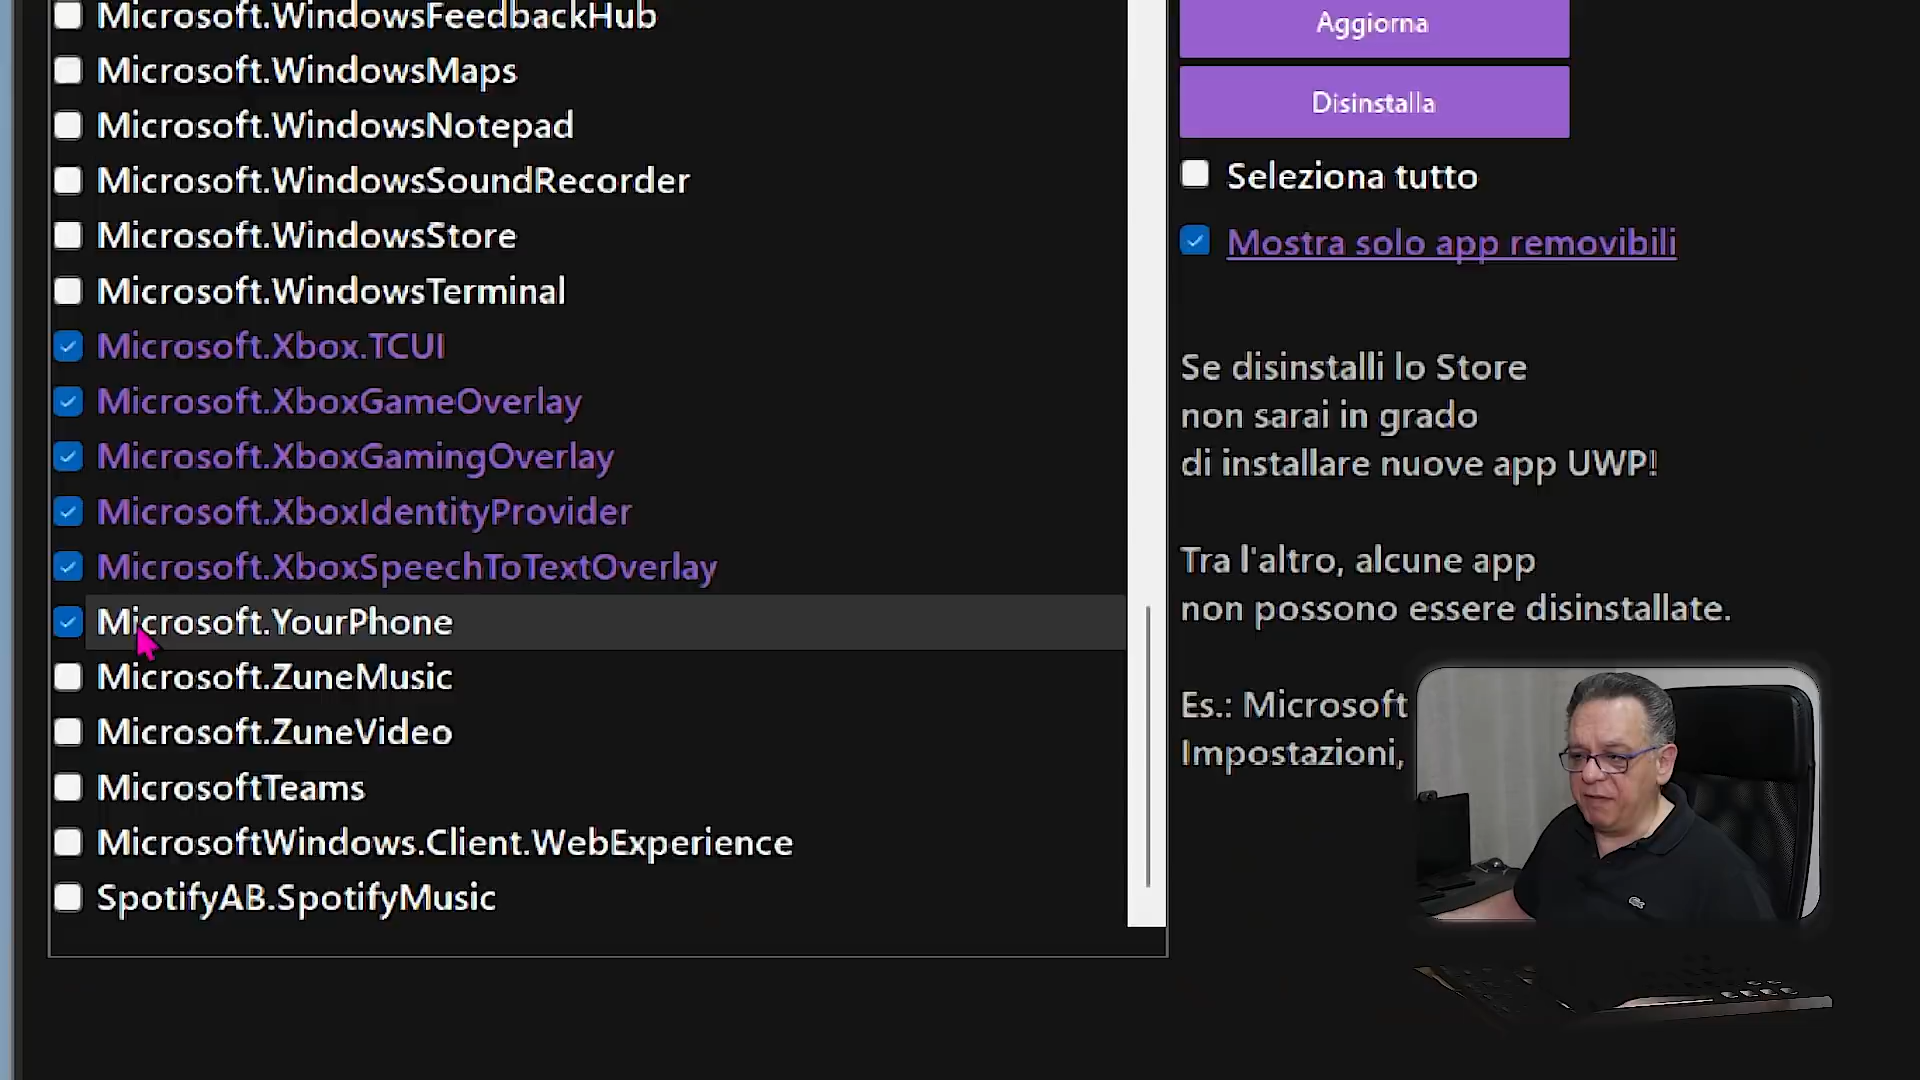 Microsoft.WindowsFeedbackHub
Microsoft.WindowsMaps
Microsoft.WindowsNotepad
Microsoft.WindowsSoundRecorder
Microsoft.WindowsStore
Microsoft.WindowsTerminal
Microsoft.Xbox.TCUI
Microsoft.XboxGameOverlay
Microsoft.XboxGamingOverlay
Microsoft.XboxIdentityProvider
Microsoft.XboxSpeechToTextOverlay
Microsoft.YourPhone
Microsoft.ZuneMusic
Microsoft.ZuneVideo
MicrosoftTeams
MicrosoftWindows.Client.WebExperience
SpotifyAB.SpotifyMusic
Aggiorna
Disinstalla
Seleziona tutto
Mostra solo app removibili
Se disinstalli lo Store
non sarai in grado
di installare nuove app UWP!
Tra l'altro, alcune app
non possono essere disinstallate.
Es.: Microsoft
Impostazioni,